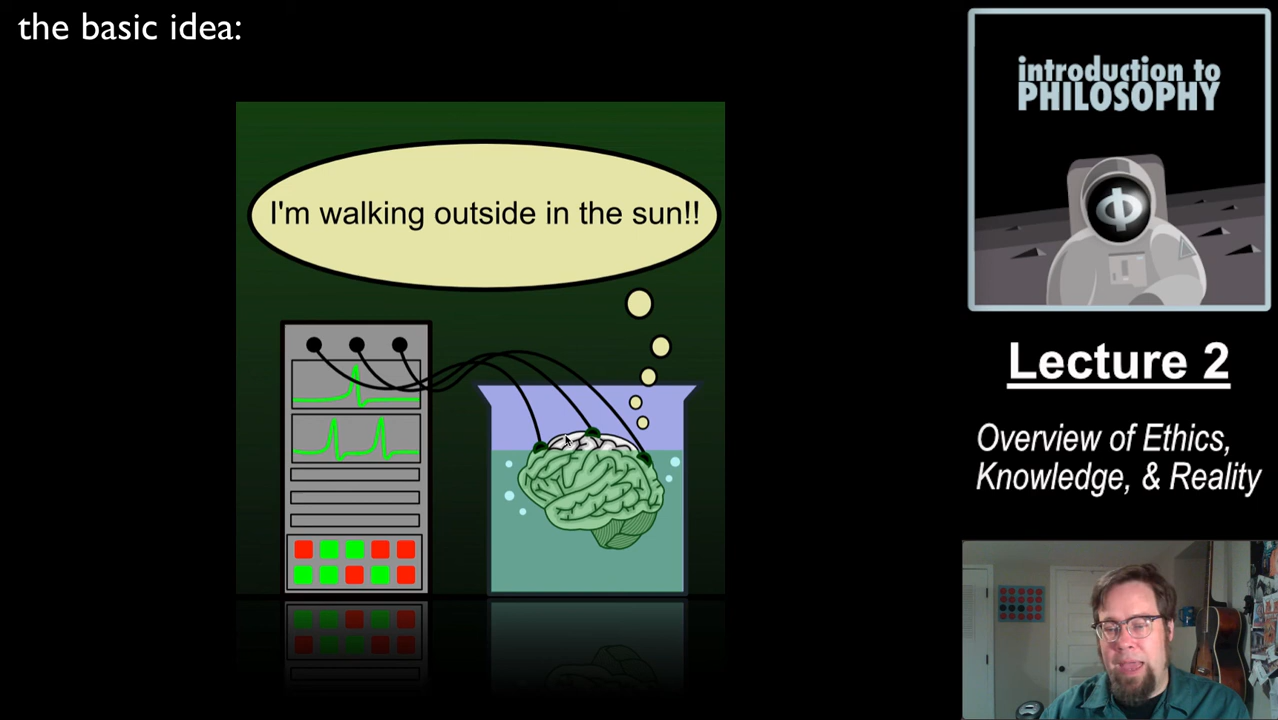 the basic idea:
I'm walking outside in the sun!!
introduction to
PHILOSOPHY
Φ
Lecture 2
Overview of Ethics,
Knowledge, & Reality